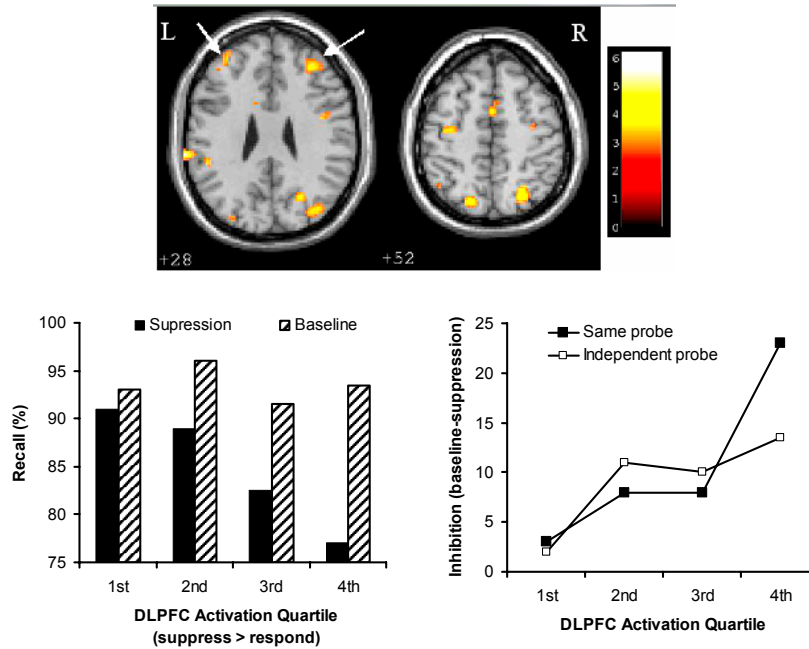 L
R
+28
+52
6
5
4
3
2
1
0
Supression
Baseline
100
95
90
85
80
75
Recall (%)
1st 2nd 3rd 4th
DLPFC Activation Quartile
(suppress > respond)
Same probe
Independent probe
25
20
15
10
5
0
Inhibition (baseline-suppression)
1st 2nd 3rd 4th
DLPFC Activation Quartile